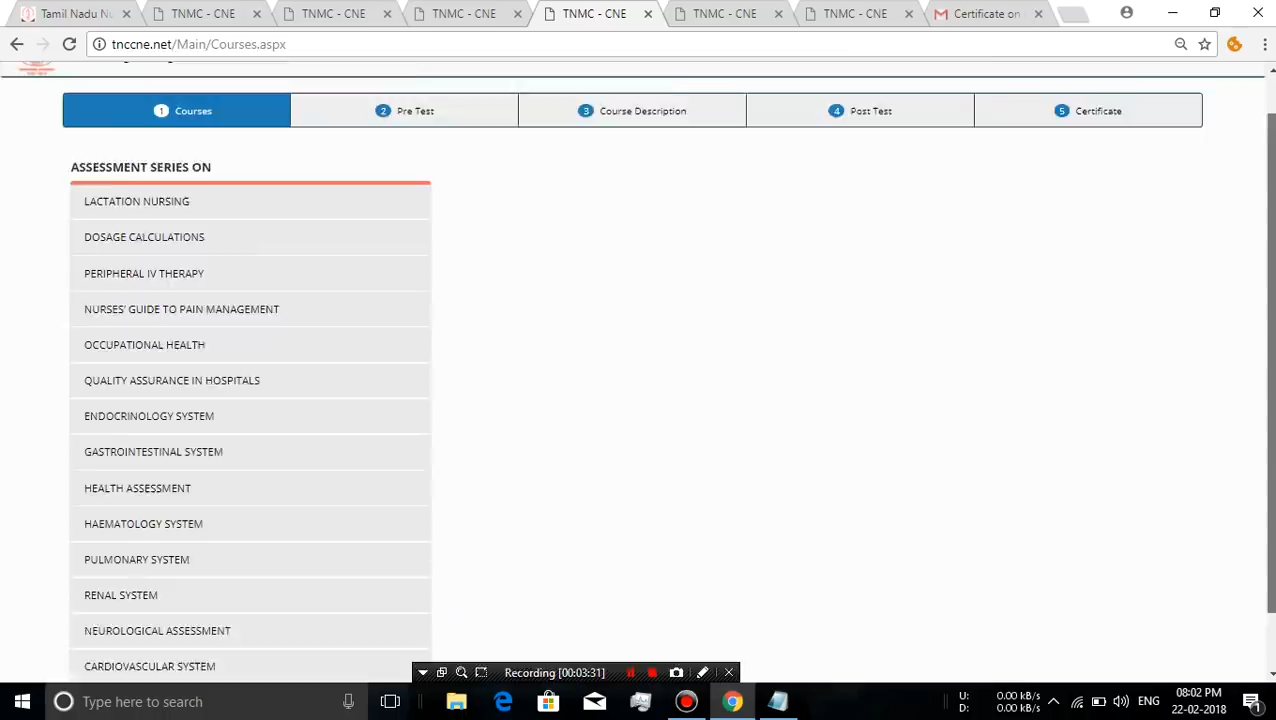 Tamil Nadu Nu
TNMC - CNE
TNMC - CNE
TNMC - CNE
TNMC - CNE
TNMC - CNE
TNMC - CNE
Certificate on
tnccne.net/Main/Courses.aspx
1 Courses
2 Pre Test
3 Course Description
4 Post Test
5 Certificate
ASSESSMENT SERIES ON
LACTATION NURSING
DOSAGE CALCULATIONS
PERIPHERAL IV THERAPY
NURSES' GUIDE TO PAIN MANAGEMENT
OCCUPATIONAL HEALTH
QUALITY ASSURANCE IN HOSPITALS
ENDOCRINOLOGY SYSTEM
GASTROINTESTINAL SYSTEM
HEALTH ASSESSMENT
HAEMATOLOGY SYSTEM
PULMONARY SYSTEM
RENAL SYSTEM
NEUROLOGICAL ASSESSMENT
CARDIOVASCULAR SYSTEM
Recording [00:03:31]
Type here to search
U: 0.00 kB/s
D: 0.00 kB/s
ENG
08:02 PM
22-02-2018
1